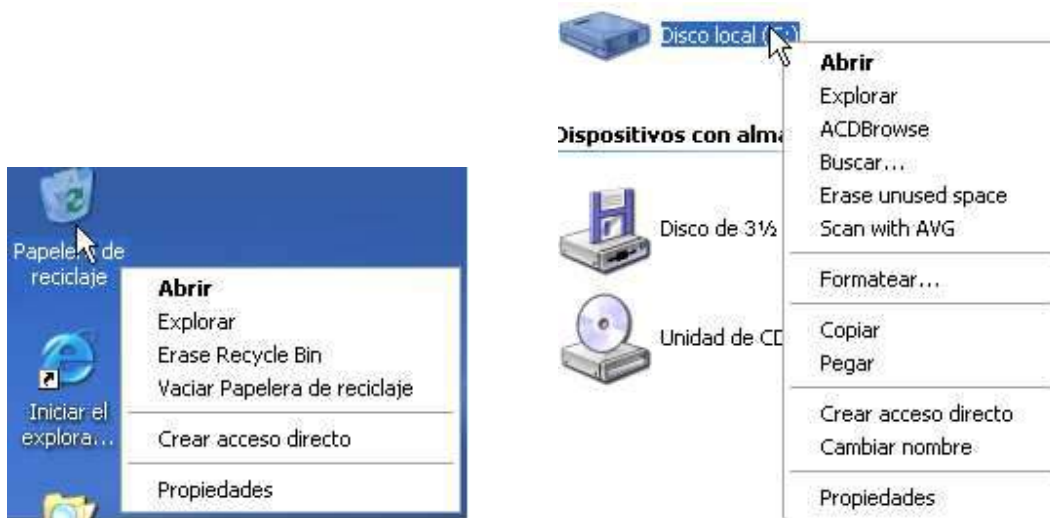 Papelera de
reciclaje
Iniciar el
explora...
Abrir
Explorar
Erase Recycle Bin
Vaciar Papelera de reciclaje
Crear acceso directo
Propiedades
Disco local
Dispositivos con alma
Disco de 3½
Unidad de CD
Abrir
Explorar
ACDBrowse
Buscar...
Erase unused space
Scan with AVG
Formatear...
Copiar
Pegar
Crear acceso directo
Cambiar nombre
Propiedades